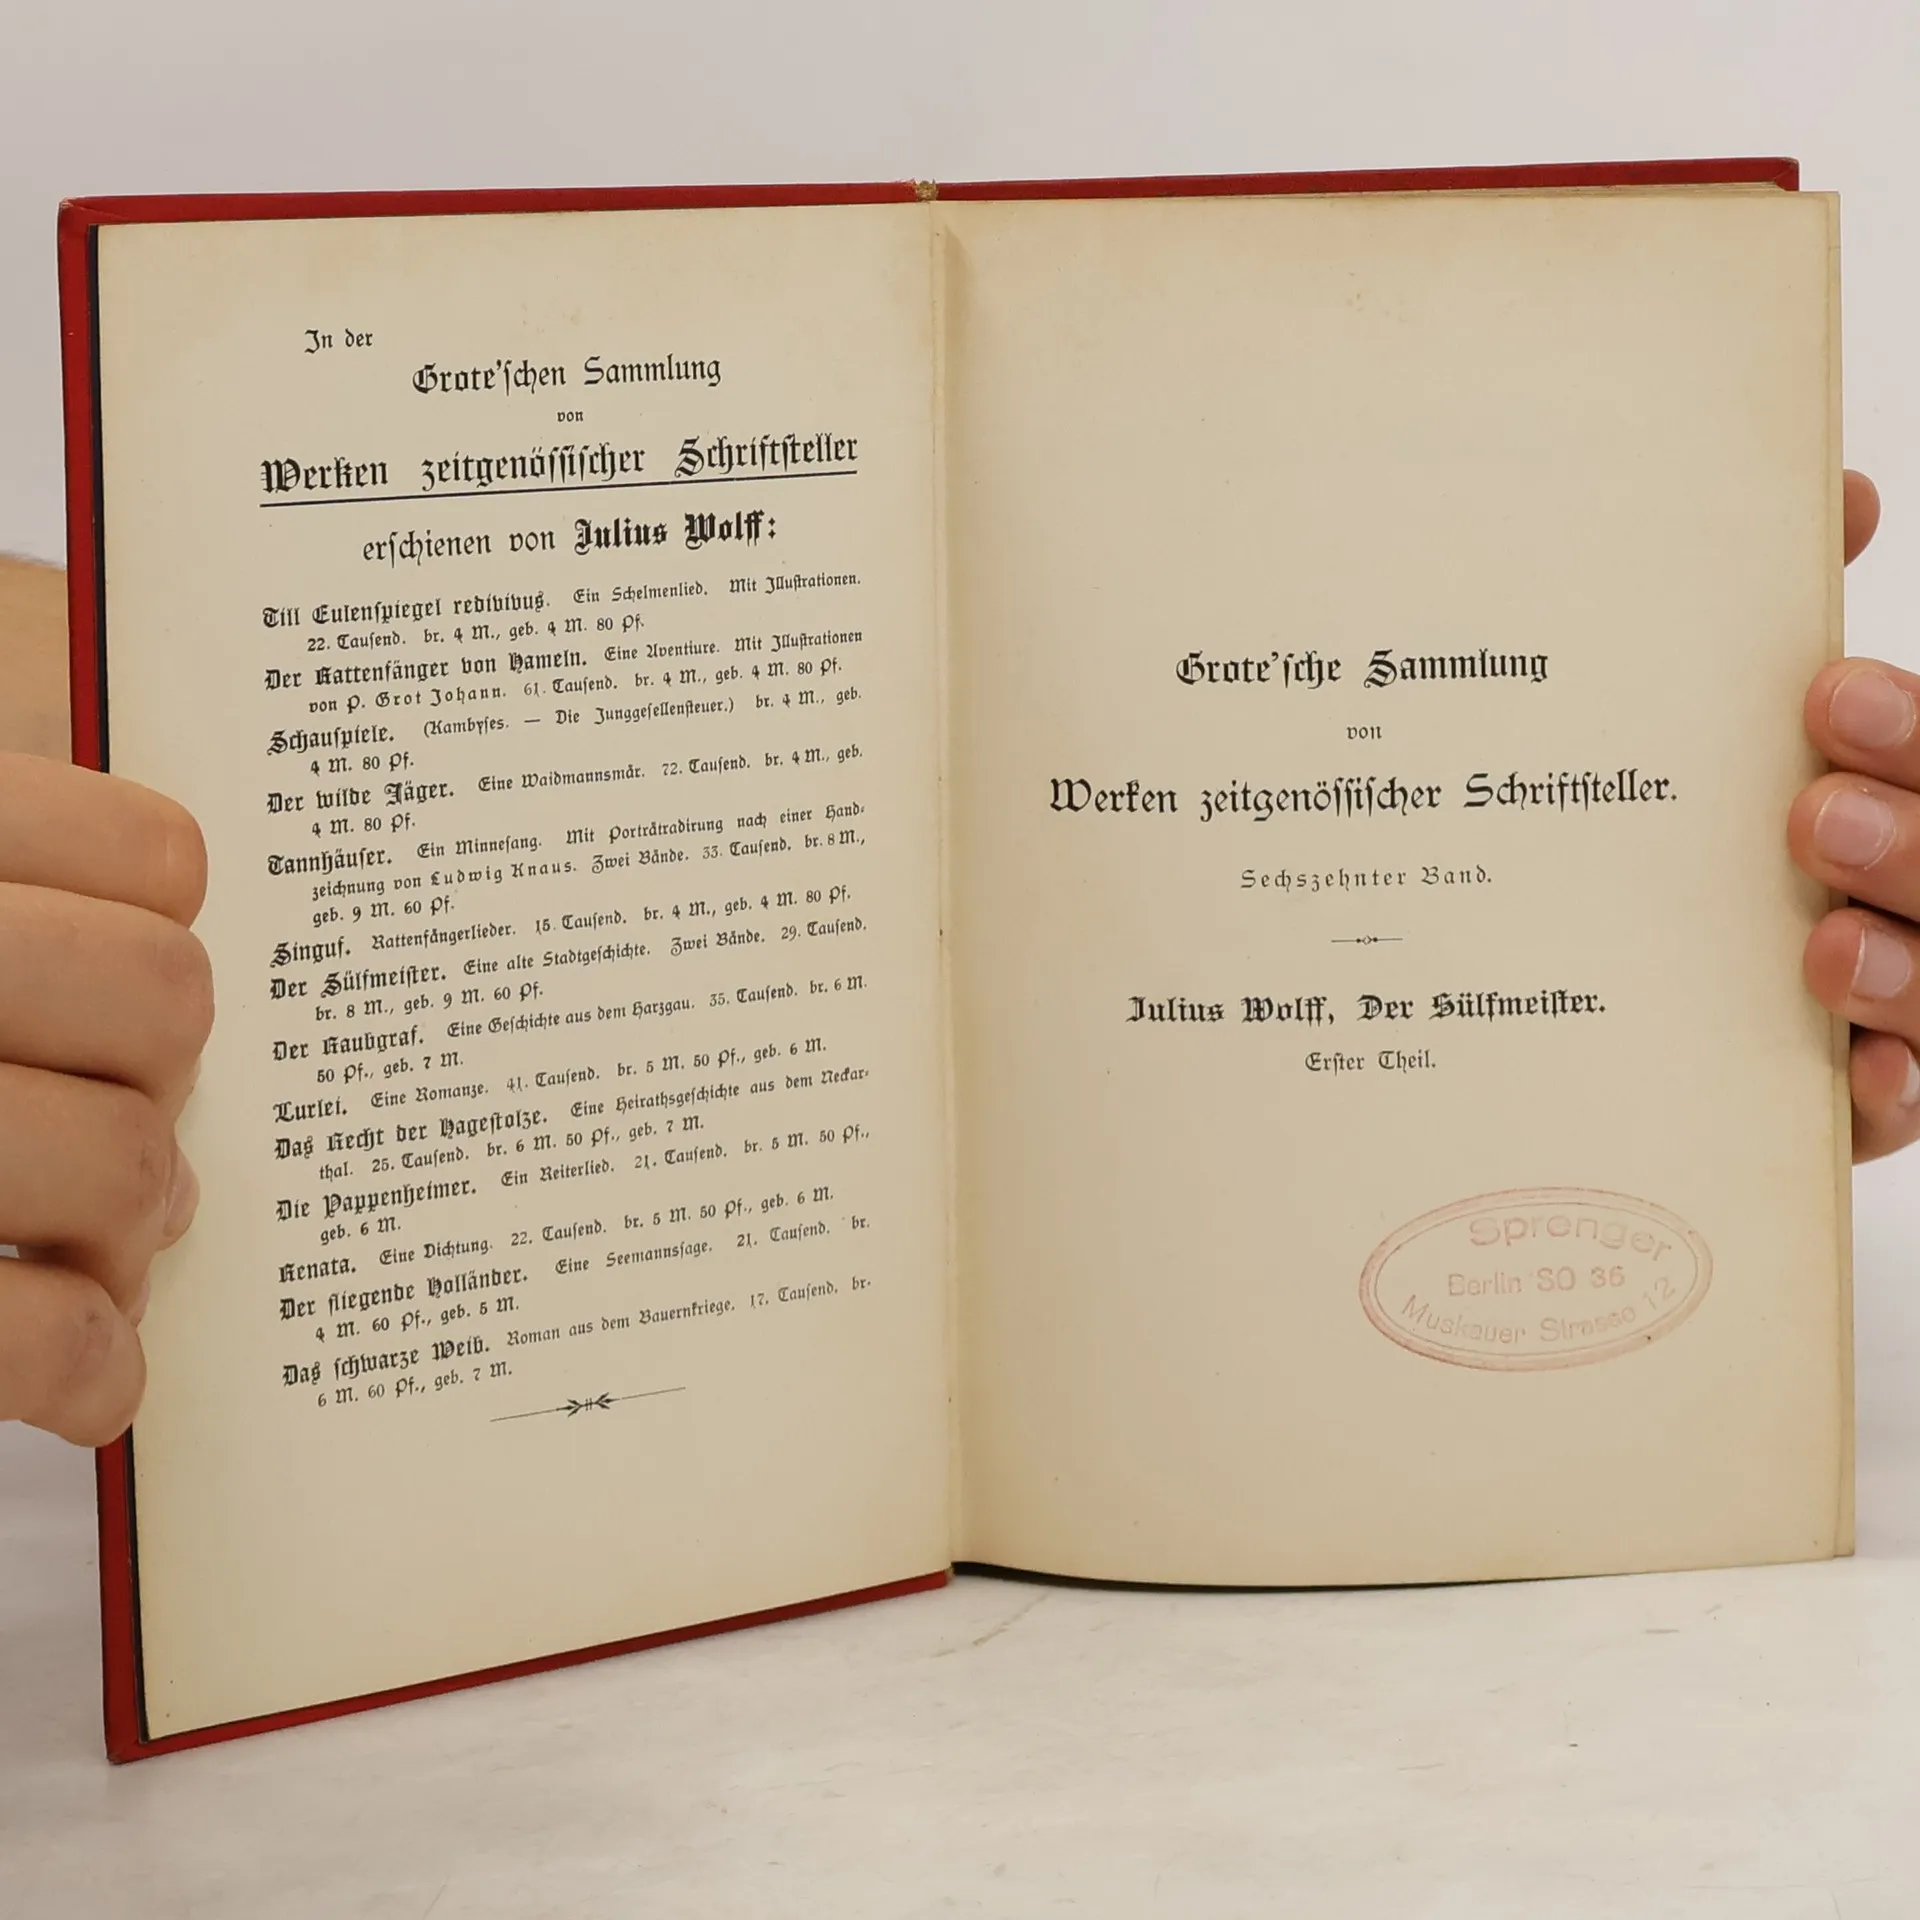 In der
Grote'ſchen Sammlung
von
Werken zeitgenöſſiſcher Schriftſteller
erſchienen von Julius Wolff:
Till Eulenſpiegel redivivus. Ein Schelmenlied. Mit Illuſtrationen.
22. Tauſend. br. 4 M., geb. 4 M. 80 Pf.
Der Rattenfänger von Hameln. Eine Aventiure. Mit Illuſtrationen
von P. Grot Johann. 61. Tauſend. br. 4 M., geb. 4 M. 80 Pf.
Schauſpiele. (Kambyſes. — Die Junggeſellenſteuer.) br. 4 M., geb.
4 M. 80 Pf.
Der wilde Jäger. Eine Waidmannsmär. 72. Tauſend. br. 4 M., geb.
4 M. 80 Pf.
Tannhäuſer. Ein Minneſang. Mit Porträtradirung nach einer Hand-
zeichnung von Ludwig Knaus. Zwei Bände. 33. Tauſend. br. 8 M.,
geb. 9 M. 60 Pf.
Singuf. Rattenfängerlieder. 15. Tauſend. br. 4 M., geb. 4 M. 80 Pf.
Der Sülfmeiſter. Eine alte Stadtgeſchichte. Zwei Bände. 29. Tauſend.
br. 8 M., geb. 9 M. 60 Pf.
Der Raubgraf. Eine Geſchichte aus dem Harzgau. 35. Tauſend. br. 6 M.
50 Pf., geb. 7 M.
Lurlei. Eine Romanze. 41. Tauſend. br. 5 M. 50 Pf., geb. 6 M.
Das Recht der Hageſtolze. Eine Heirathsgeſchichte aus dem Neckar-
thal. 25. Tauſend. br. 6 M. 50 Pf., geb. 7 M.
Die Pappenheimer. Ein Reiterlied. 21. Tauſend. br. 5 M. 50 Pf.,
geb. 6 M.
Renata. Eine Dichtung. 22. Tauſend. br. 5 M. 50 Pf., geb. 6 M.
Der fliegende Holländer. Eine Seemannsſage. 21. Tauſend. br.
4 M. 60 Pf., geb. 5 M.
Das ſchwarze Weib. Roman aus dem Bauernkriege. 17. Tauſend. br.
6 M. 60 Pf., geb. 7 M.
Grote'ſche Sammlung
von
Werken zeitgenöſſiſcher Schriftſteller.
Sechszehnter Band.
Julius Wolff, Der Sülfmeiſter.
Erſter Theil.
Sprenger
Berlin SO 36
Muskauer Strasse 12